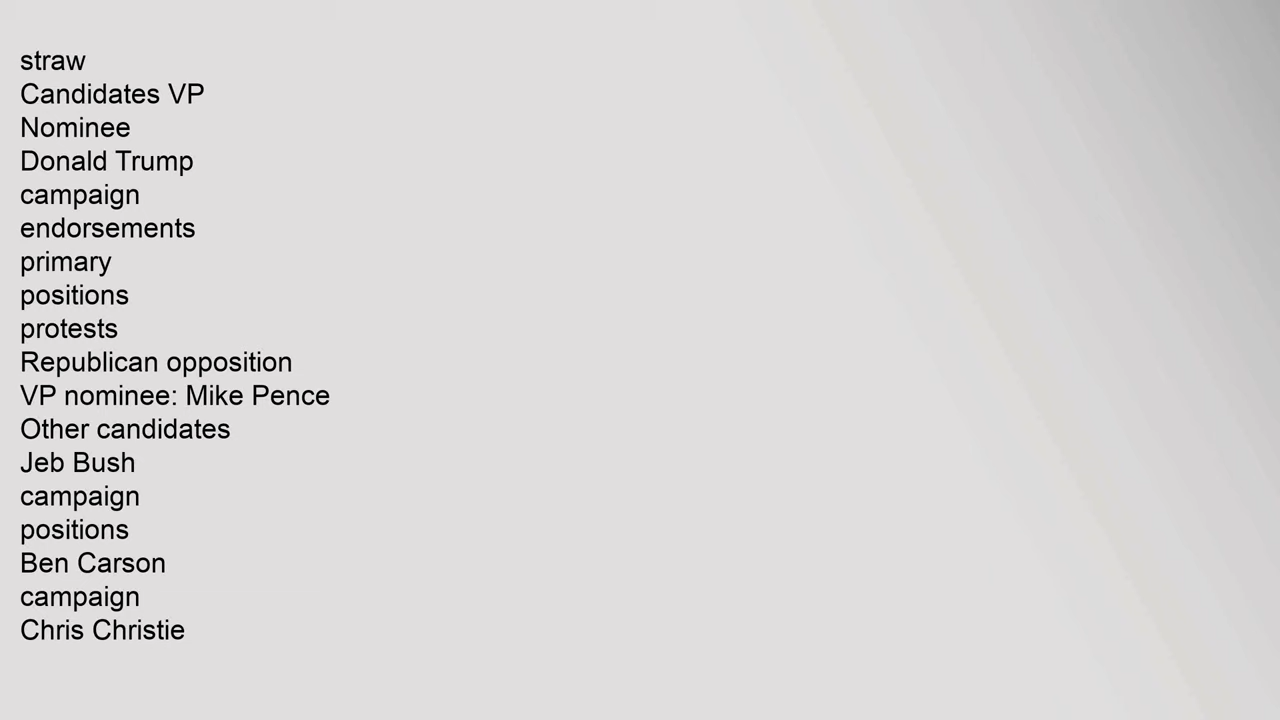 straw
Candidates VP
Nominee
Donald Trump
campaign
endorsements
primary
positions
protests
Republican opposition
VP nominee: Mike Pence
Other candidates
Jeb Bush
campaign
positions
Ben Carson
campaign
Chris Christie